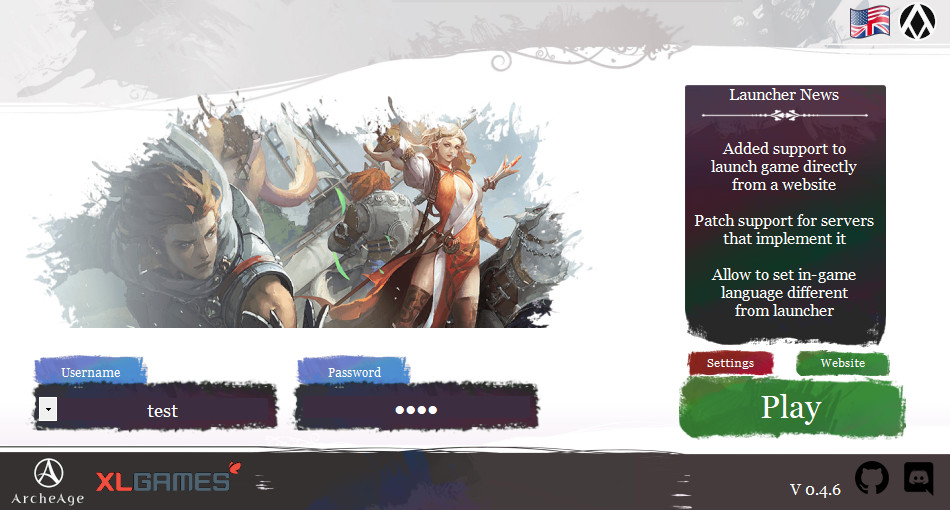 Launcher News
Added support to
launch game directly
from a website
Patch support for servers
that implement it
Allow to set in-game
language different
from launcher
Username
Password
Settings
Website
test
Play
ArcheAge
XLGAMES
V 0.4.6